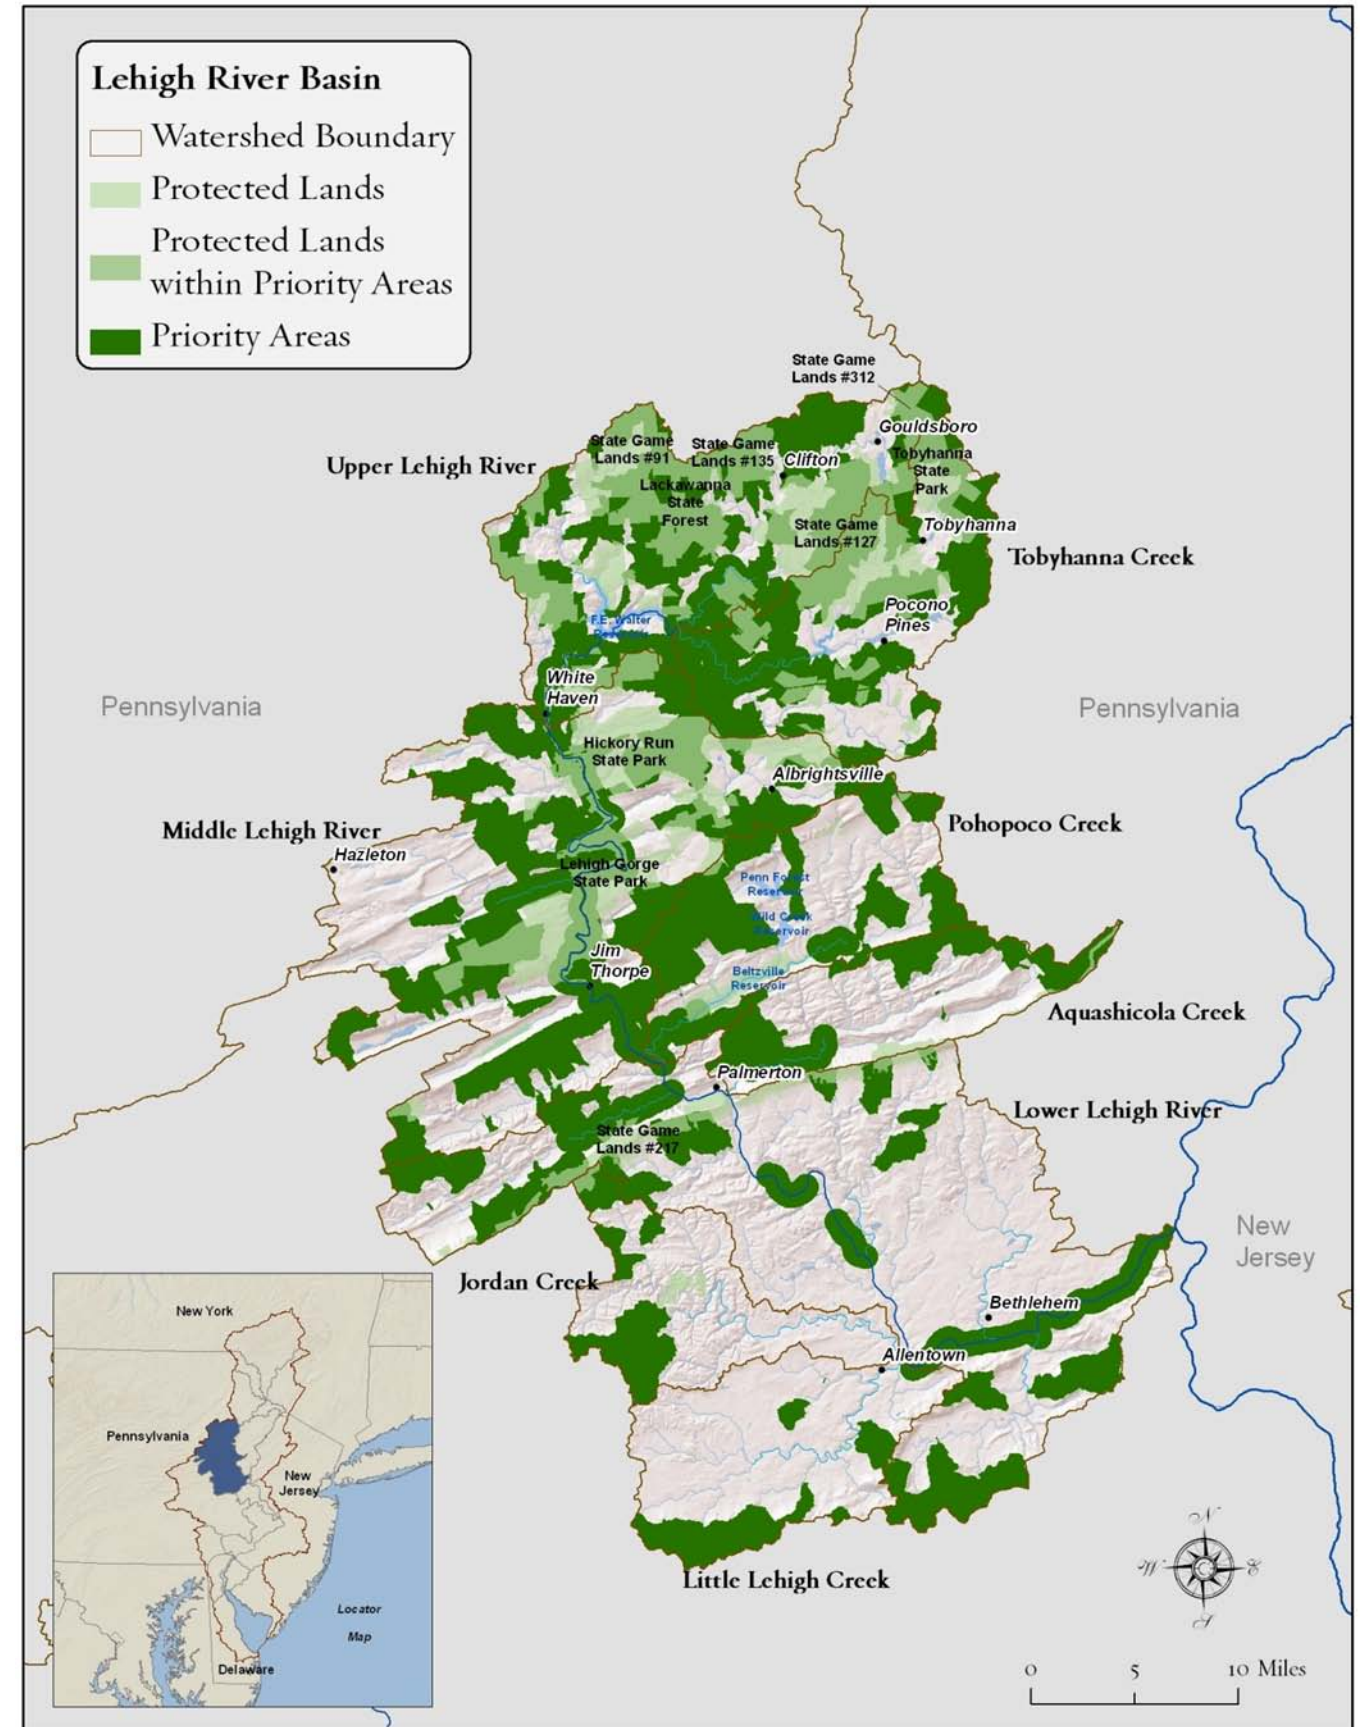 Lehigh River Basin
Watershed Boundary
Protected Lands
Protected Lands
within Priority Areas
Priority Areas
State Game
Lands #312
Gouldsboro
State Game
Lands #91
State Game
Lands #135
Clifton
Tobyhanna
State
Park
Upper Lehigh River
Lackawanna
State
Forest
State Game
Lands #127
Tobyhanna
Tobyhanna Creek
Pocono
Pines
F.E. Walter
Reservoir
White
Haven
Pennsylvania
Pennsylvania
Hickory Run
State Park
Albrightsville
Middle Lehigh River
Pohopoco Creek
Hazleton
Lehigh Gorge
State Park
Penn Forest
Reservoir
Wild Creek
Reservoir
Jim
Thorpe
Beltzville
Reservoir
Aquashicola Creek
Palmerton
Lower Lehigh River
State Game
Lands #217
New
Jersey
Jordan Creek
Bethlehem
Allentown
Little Lehigh Creek
New York
Pennsylvania
New
Jersey
Locator
Map
Delaware
N
W
E
S
0 5 10 Miles